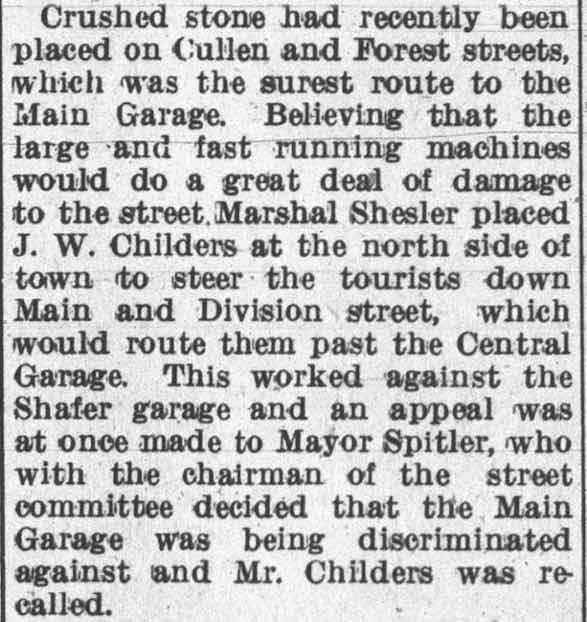 Crushed stone had recently been
placed on Cullen and Forest streets,
which was the surest route to the
Main Garage. Believing that the
large and fast running machines
would do a great deal of damage
to the street. Marshal Shesler placed
J. W. Childers at the north side of
town to steer the tourists down
Main and Division street, which
would route them past the Central
Garage. This worked against the
Shafer garage and an appeal was
at once made to Mayor Spitler, who
with the chairman of the street
committee decided that the Main
Garage was being discriminated
against and Mr. Childers was re-
called.